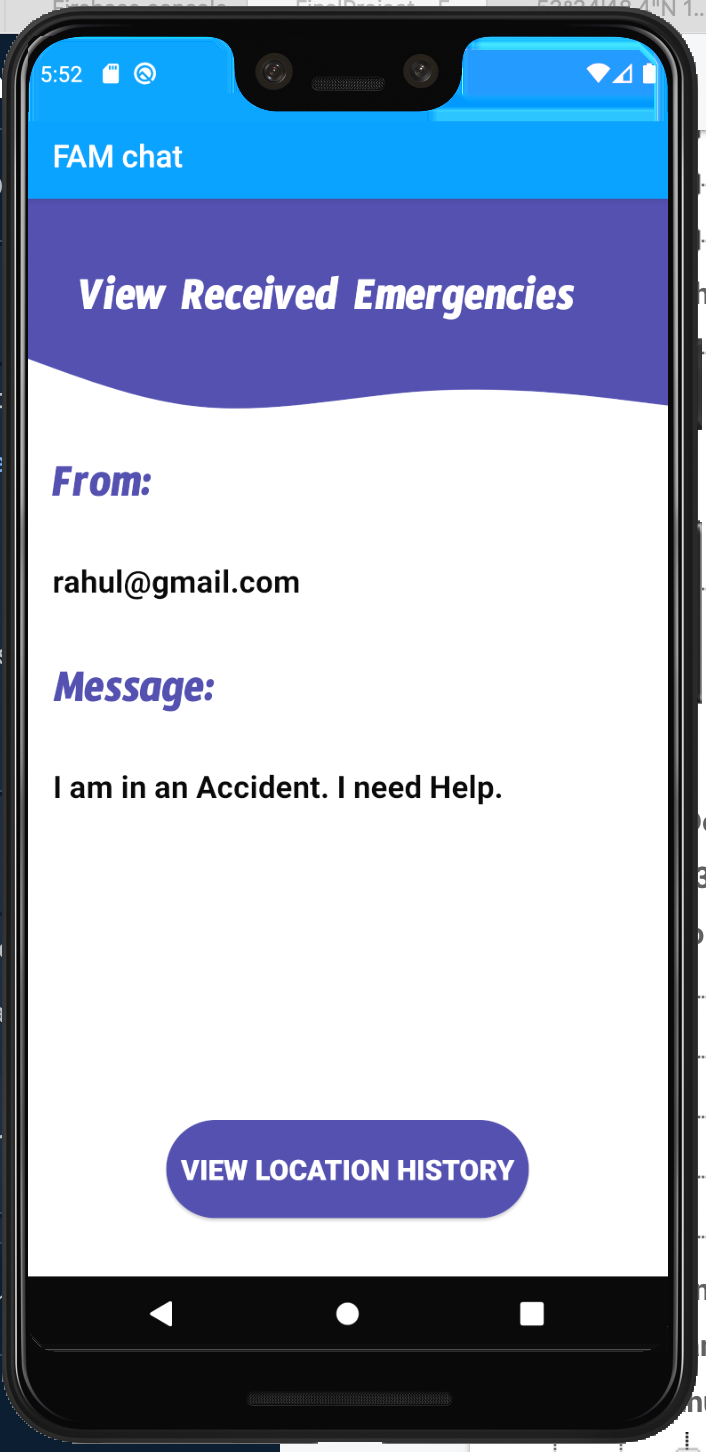 5:52
FAM chat
View Received Emergencies
From:
rahul@gmail.com
Message:
I am in an Accident. I need Help.
VIEW LOCATION HISTORY